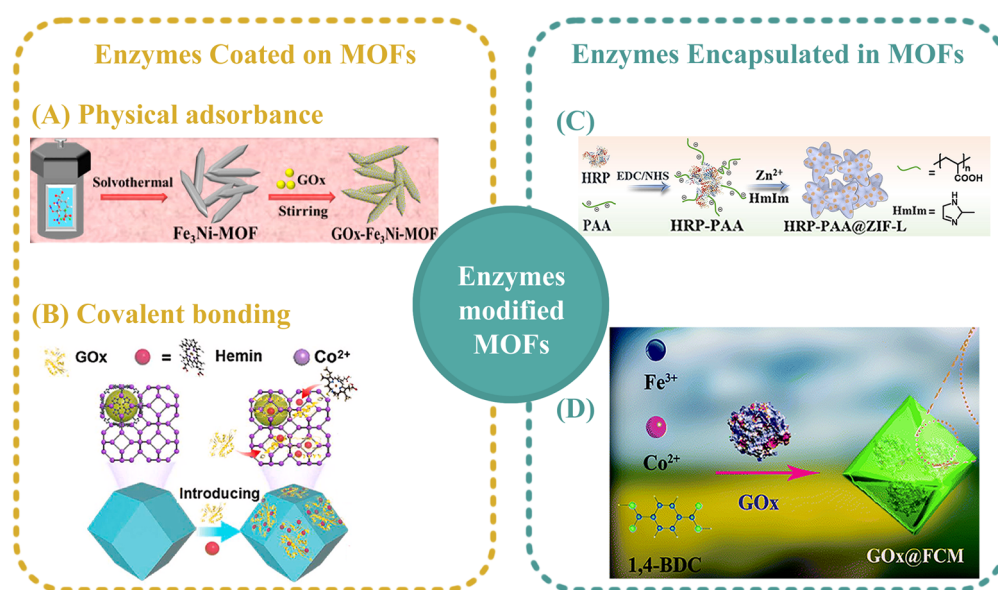 Enzymes Coated on MOFs
(A) Physical adsorbance
Solvothermal
GOx
Stirring
Fe₃Ni-MOF
GOx-Fe₃Ni-MOF
(B) Covalent bonding
GOx
=
Hemin
Co²⁺
Introducing
Enzymes
modified
MOFs
Enzymes Encapsulated in MOFs
(C)
HRP
PAA
EDC/NHS
HRP-PAA
Zn²⁺
HmIm
HRP-PAA@ZIF-L
=
n
COOH
HmIm=
H
N
N
(D)
Fe³⁺
Co²⁺
1,4-BDC
GOx
GOx@FCM